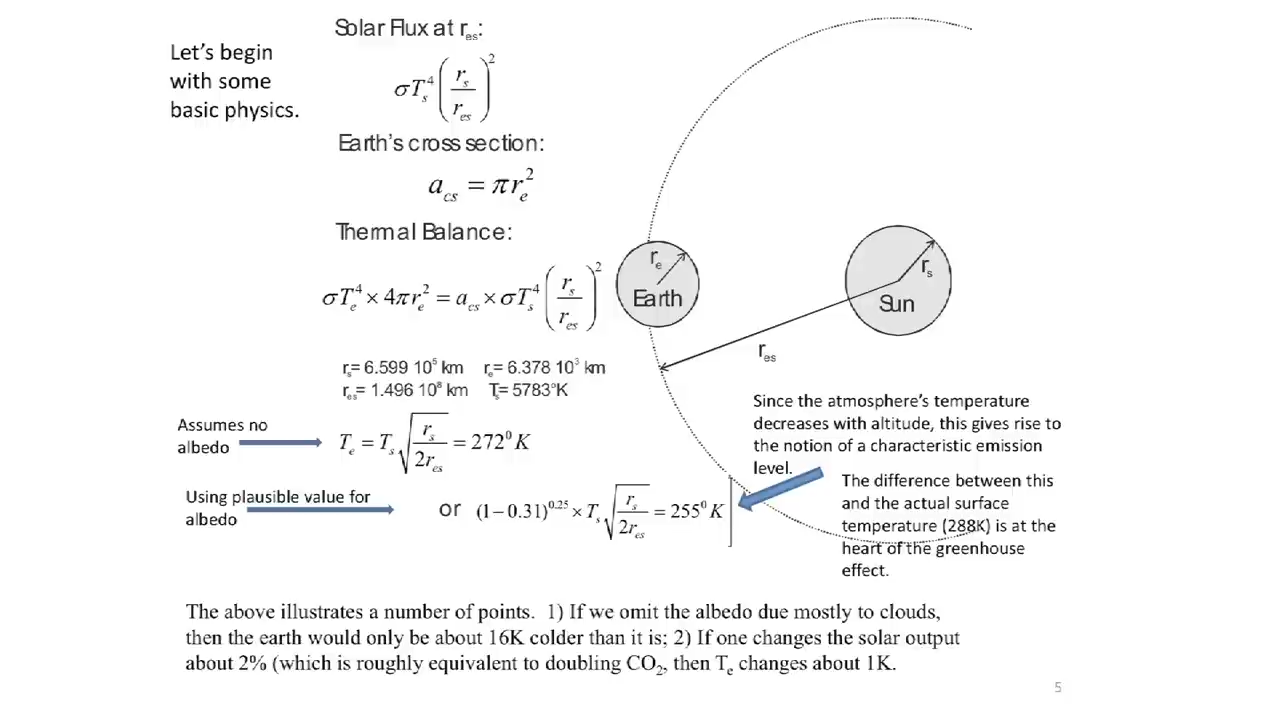 Let's begin
with some
basic physics.
Solar Flux at r_es:
σT_s^4 (r_s/r_es)^2
Earth's cross section:
a_cs = πr_e^2
Thermal Balance:
σT_e^4 × 4πr_e^2 = a_cs × σT_s^4 (r_s/r_es)^2
r_s= 6.599 10^5 km r_e= 6.378 10^3 km
r_es= 1.496 10^8 km T_s= 5783°K
Assumes no
albedo
T_e = T_s √(r_s/2r_es) = 272^0 K
Using plausible value for
albedo
or (1−0.31)^0.25 × T_s √(r_s/2r_es) = 255^0 K
r_e
Earth
r_s
Sun
r_es
Since the atmosphere's temperature
decreases with altitude, this gives rise to
the notion of a characteristic emission
level.
The difference between this
and the actual surface
temperature (288K) is at the
heart of the greenhouse
effect.
The above illustrates a number of points. 1) If we omit the albedo due mostly to clouds,
then the earth would only be about 16K colder than it is; 2) If one changes the solar output
about 2% (which is roughly equivalent to doubling CO₂, then T_e changes about 1K.
5